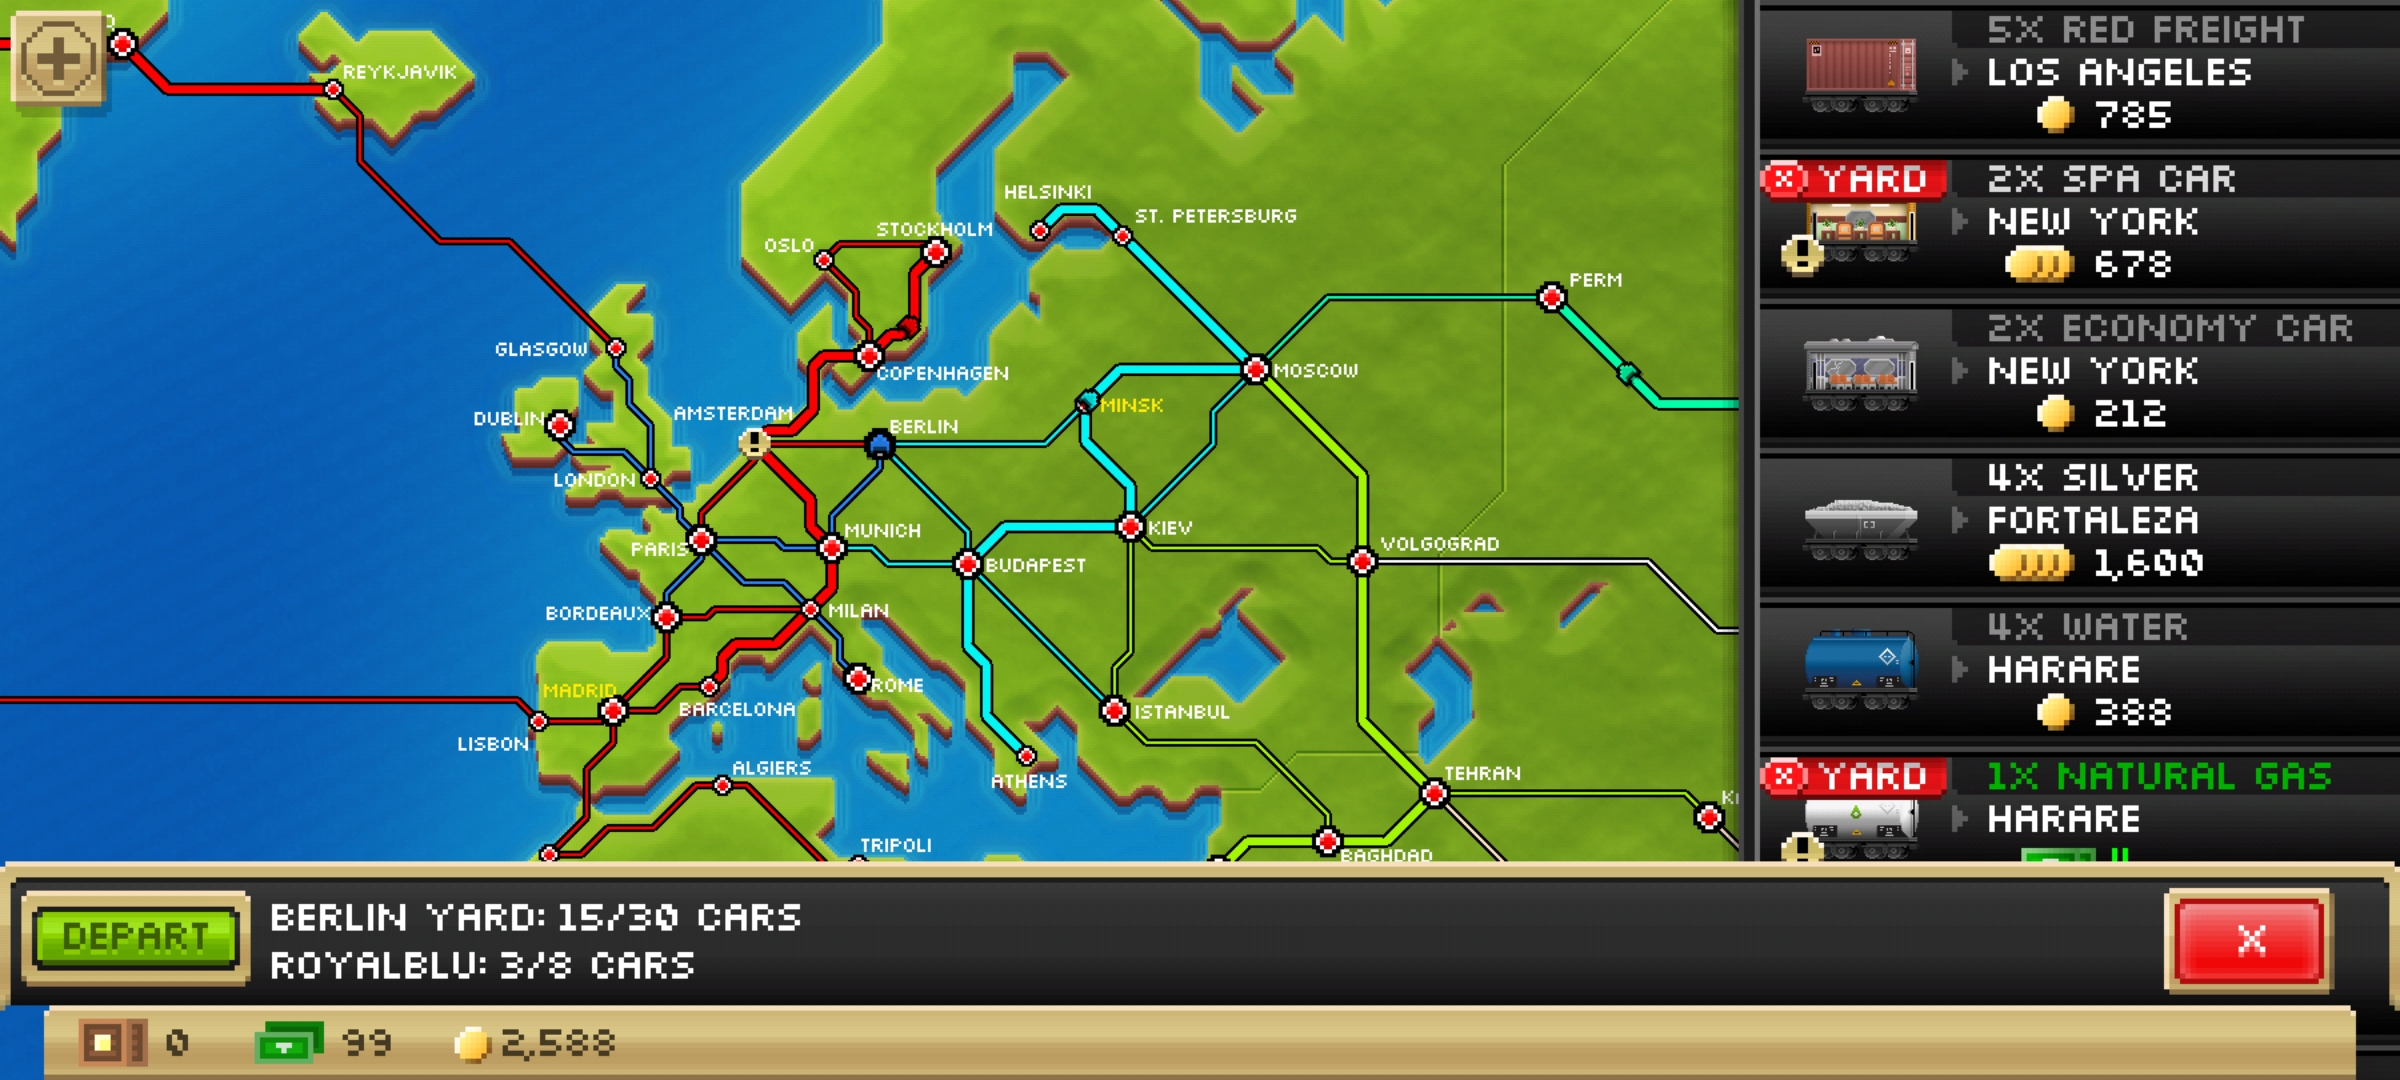 REYKJAVIK
HELSINKI
ST. PETERSBURG
STOCKHOLM
OSLO
PERM
GLASGOW
COPENHAGEN
MOSCOW
DUBLIN
AMSTERDAM
MINSK
BERLIN
LONDON
PARIS
MUNICH
KIEV
VOLGOGRAD
BUDAPEST
BORDEAUX
MILAN
MADRID
ROME
BARCELONA
ISTANBUL
LISBON
ALGIERS
ATHENS
TEHRAN
TRIPOLI
BAGHDAD
5X RED FREIGHT
LOS ANGELES
785
YARD
2X SPA CAR
NEW YORK
678
2X ECONOMY CAR
NEW YORK
212
4X SILVER
FORTALEZA
1,600
4X WATER
HARARE
388
YARD
1X NATURAL GAS
HARARE
DEPART
BERLIN YARD: 15/30 CARS
ROYALBLU: 3/8 CARS
X
0
99
2,588